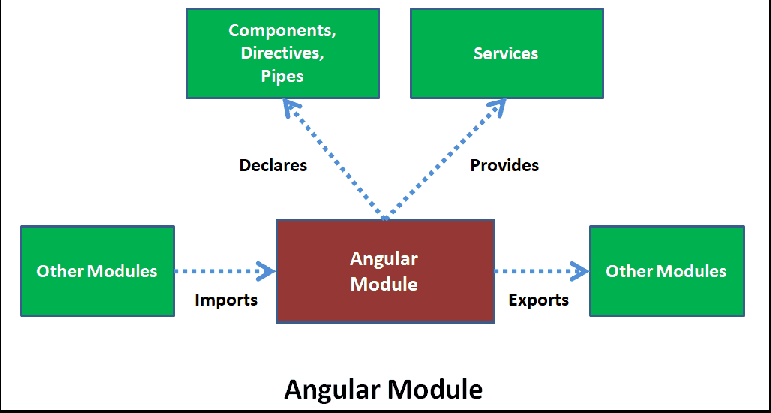 Components,
Directives,
Pipes
Services
Declares
Provides
Other Modules
Angular
Module
Other Modules
Imports
Exports
Angular Module